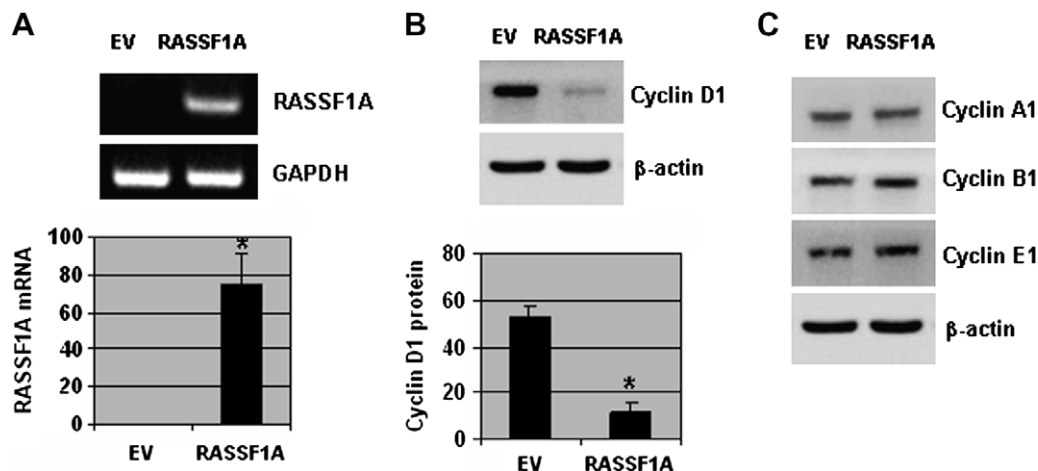 A
EV RASSF1A
RASSF1A
GAPDH
RASSF1A mRNA
100
80
60
40
20
0
*
EV RASSF1A
B
EV RASSF1A
Cyclin D1
β-actin
Cyclin D1 protein
80
60
40
20
0
*
EV RASSF1A
C
EV RASSF1A
Cyclin A1
Cyclin B1
Cyclin E1
β-actin